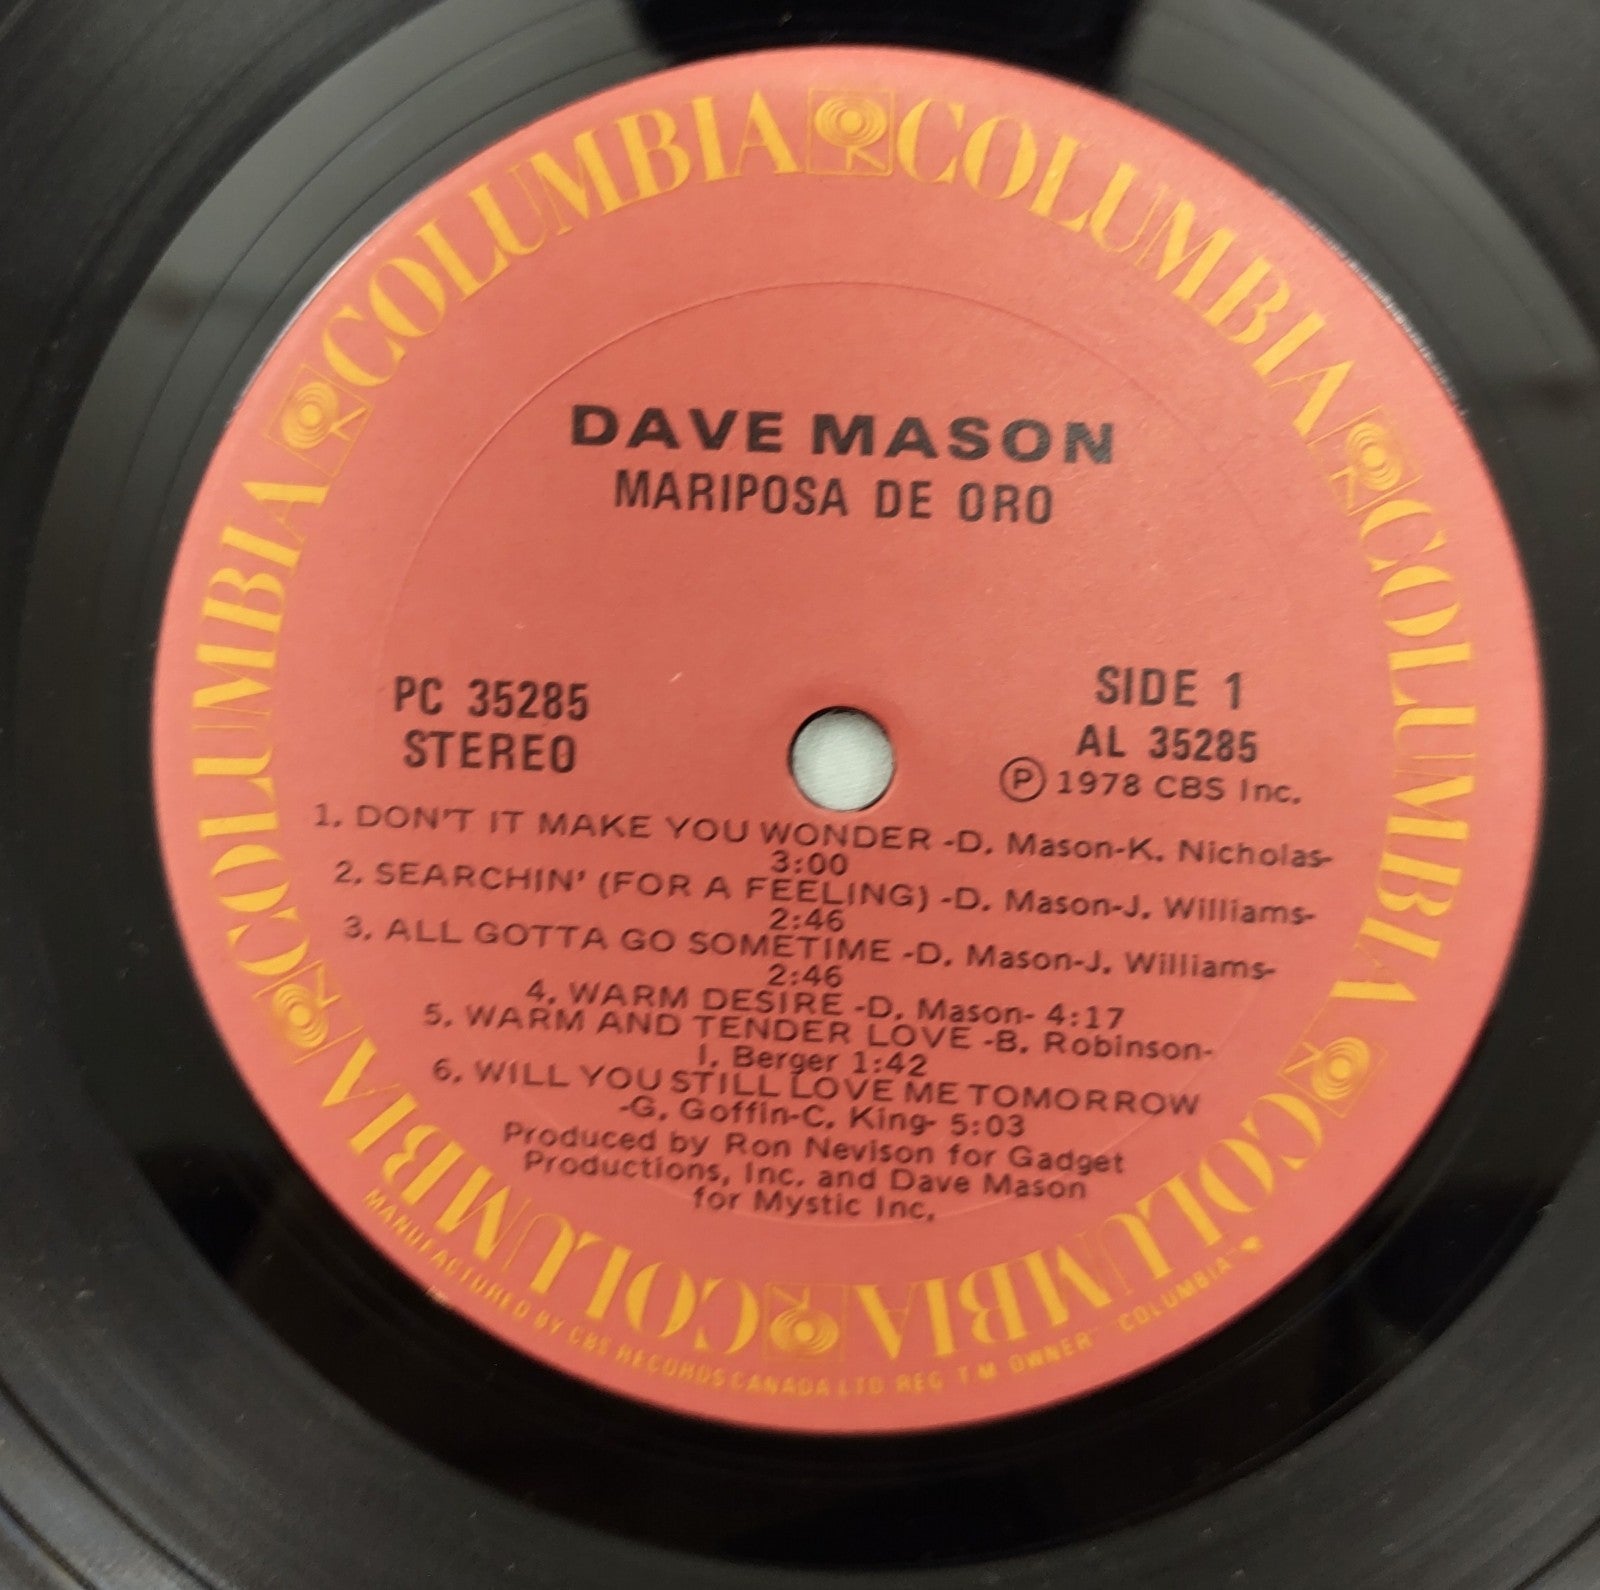 COLUMBIA COLUMBIA COLUMBIA COLUMBIA COLUMBIA COLUMBIA
DAVE MASON
MARIPOSA DE ORO
PC 35285
STEREO
SIDE 1
AL 35285
Ⓟ 1978 CBS Inc.
1. DON'T IT MAKE YOU WONDER -D. Mason-K. Nicholas-
3:00
2. SEARCHIN' (FOR A FEELING) -D. Mason-J. Williams-
2:46
3. ALL GOTTA GO SOMETIME -D. Mason-J. Williams-
2:46
4. WARM DESIRE -D. Mason- 4:17
5. WARM AND TENDER LOVE -B. Robinson-
I. Berger 1:42
6. WILL YOU STILL LOVE ME TOMORROW
-G. Goffin-C. King- 5:03
Produced by Ron Nevison for Gadget
Productions, Inc. and Dave Mason
for Mystic Inc.
MANUFACTURED BY CBS RECORDS CANADA LTD REG T.M OWNER "COLUMBIA"